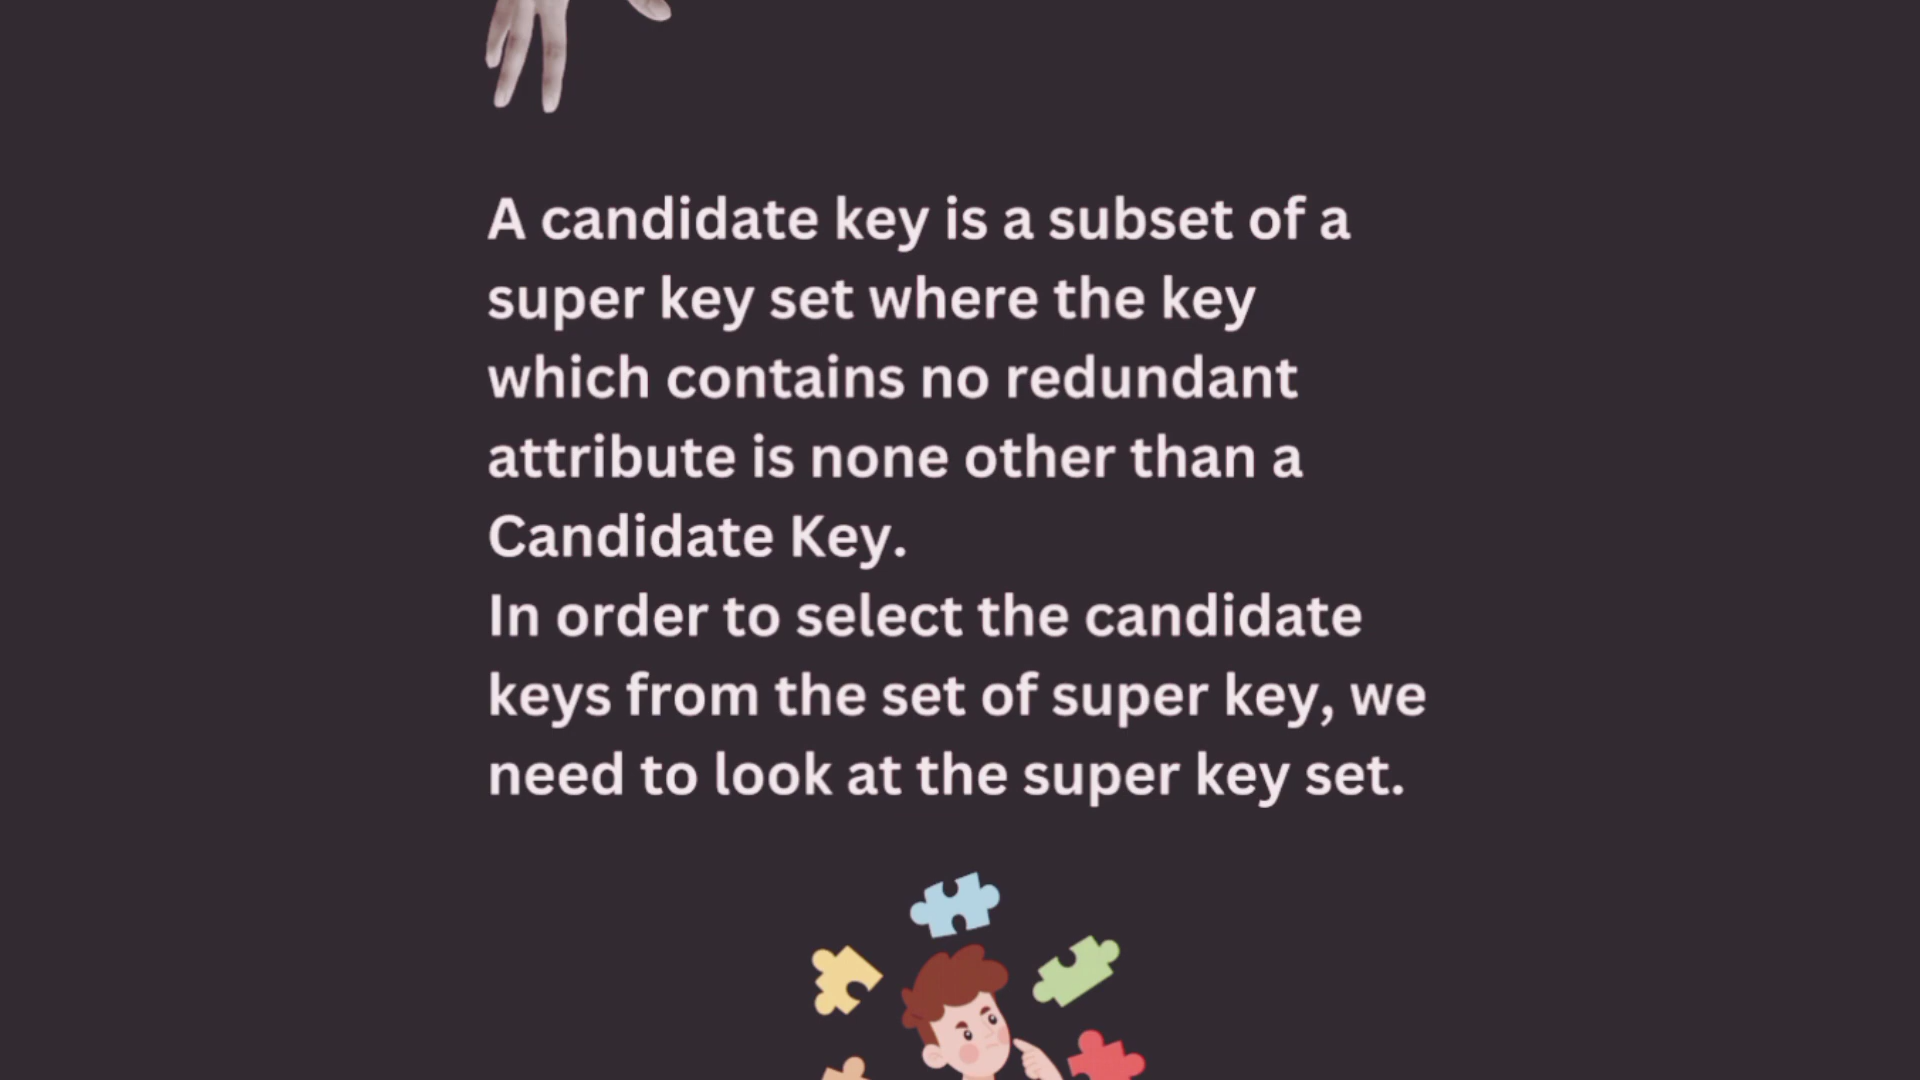 A candidate key is a subset of a
super key set where the key
which contains no redundant
attribute is none other than a
Candidate Key.
In order to select the candidate
keys from the set of super key, we
need to look at the super key set.